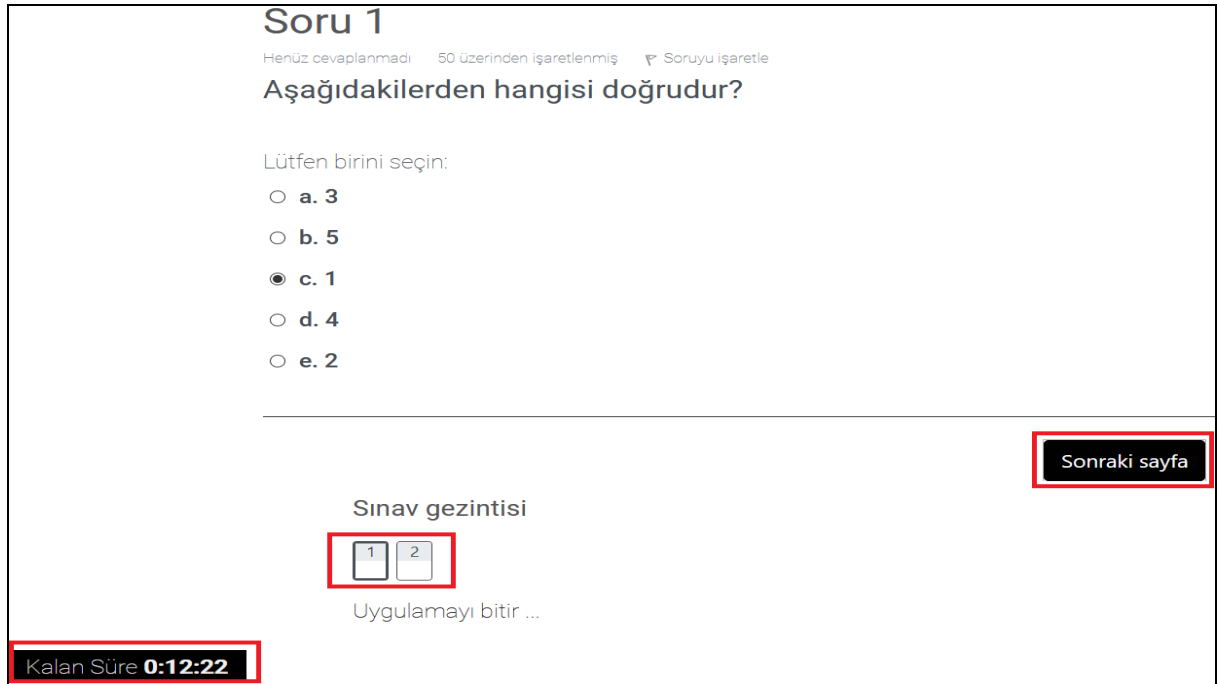 Soru 1
Henüz cevaplanmadı 50 üzerinden işaretlenmiş Soruyu işaretle
Aşağıdakilerden hangisi doğrudur?
Lütfen birini seçin:
a. 3
b. 5
c. 1
d. 4
e. 2
Sonraki sayfa
Sınav gezintisi
1 2
Uygulamayı bitir ...
Kalan Süre 0:12:22